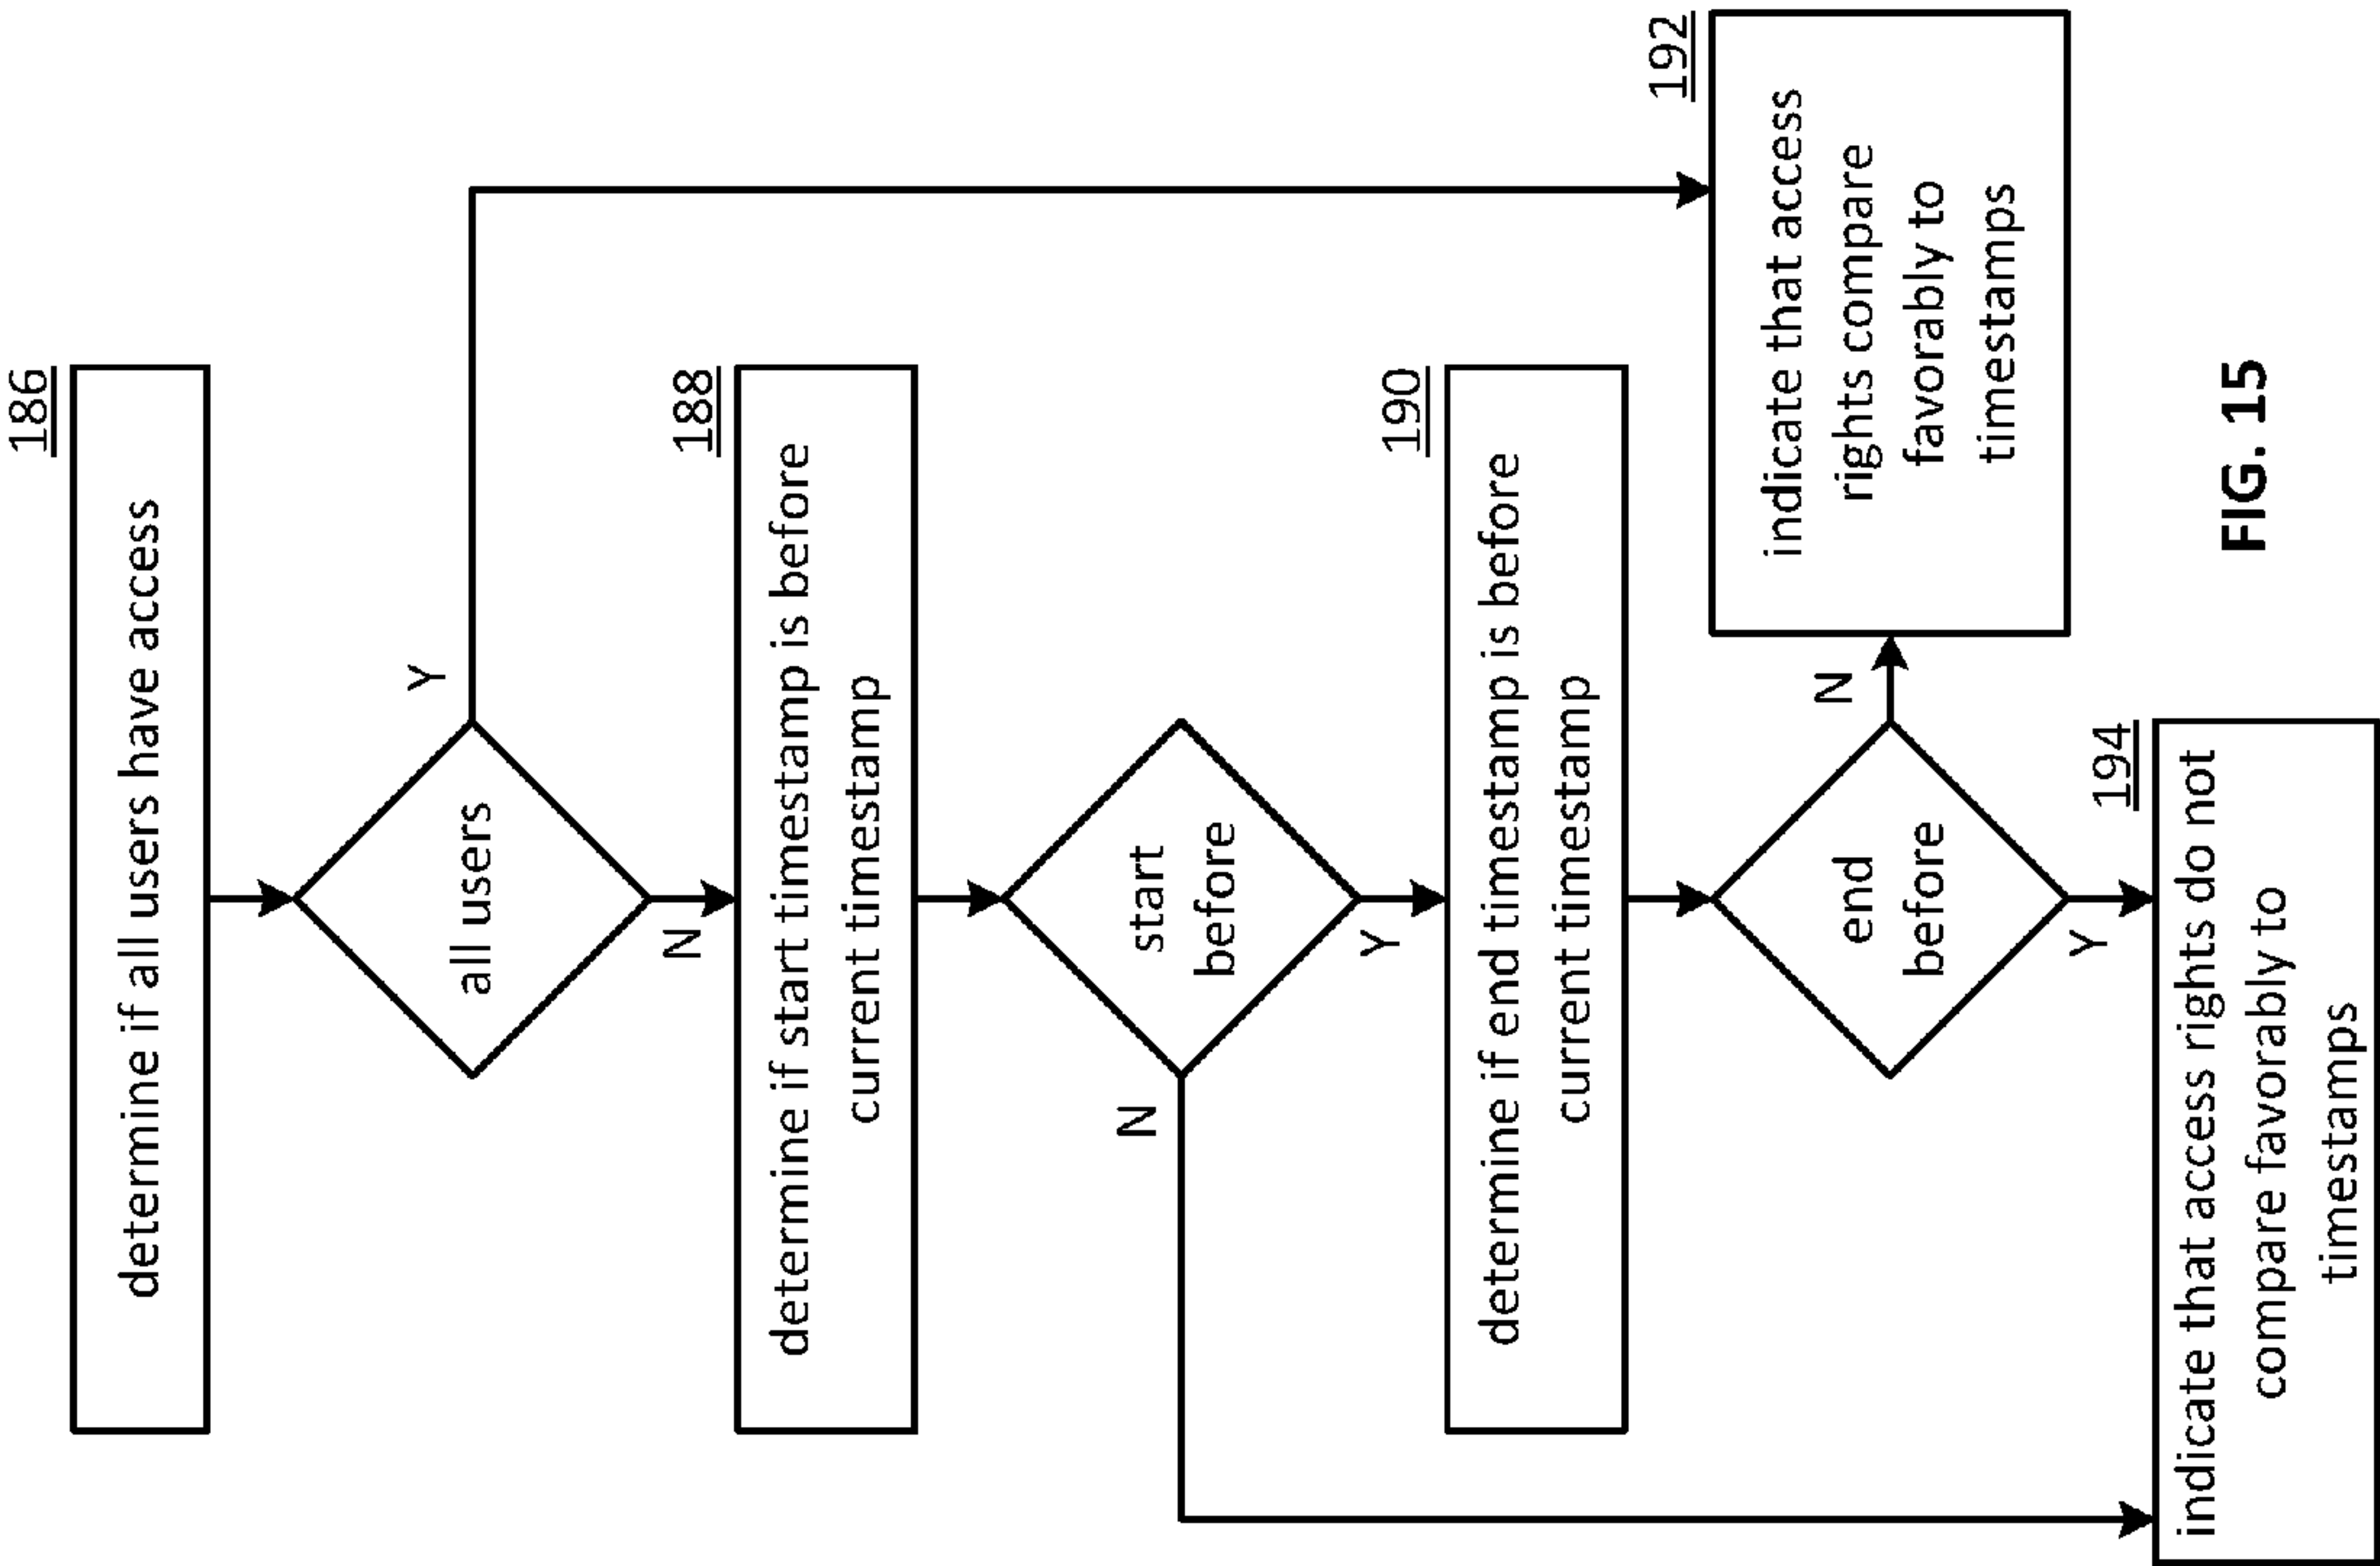 186
determine if all users have access
all users
Y
N
188
determine if start timestamp is before
current timestamp
start
before
N
Y
190
determine if end timestamp is before
current timestamp
end
before
N
Y
192
indicate that access
rights compare
favorably to
timestamps
194
indicate that access rights do not
compare favorably to
timestamps
FIG. 15